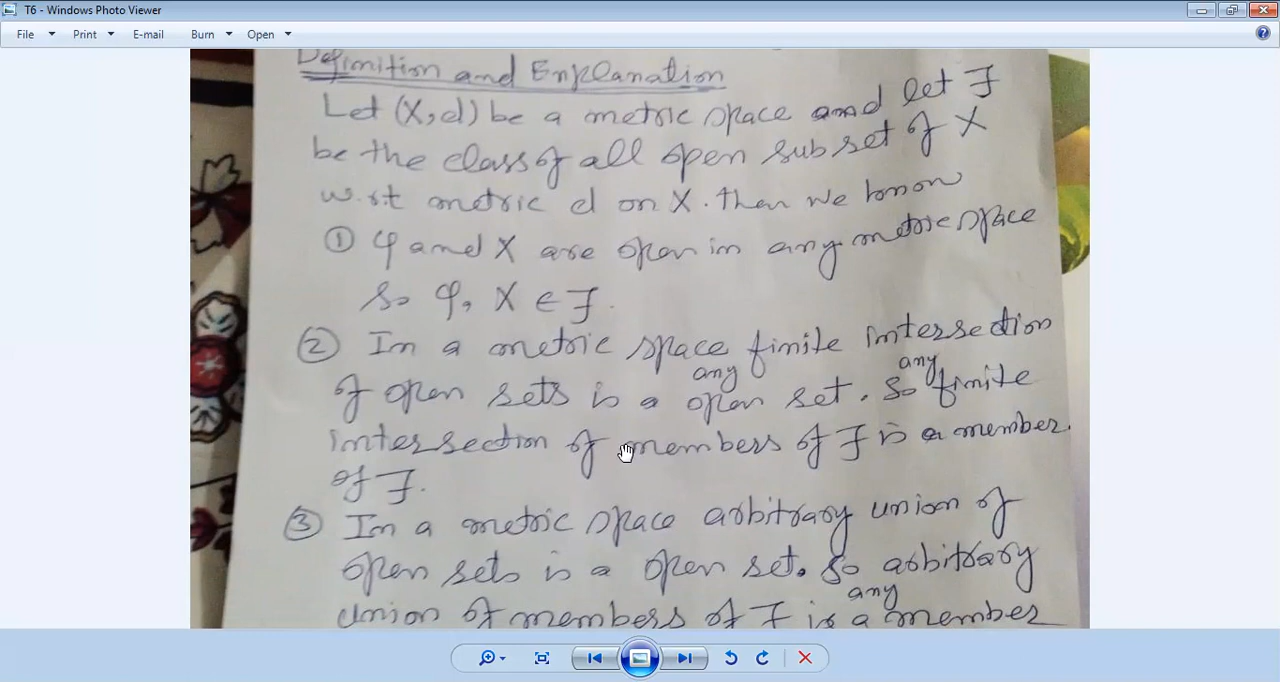 T6 - Windows Photo Viewer
File Print E-mail Burn Open
Definition and Explanation
Let (X,d) be a metric space and let F
be the class of all open subset of X
w.r.t metric d on X. then we know
① φ and X are open in any metric space
so φ, X ∈ F.
② In a metric space finite intersection
any any
of open sets is a open set. So finite
intersection of members of F is a member
of F.
③ In a metric space arbitrary union of
open sets is a open set. So arbitrary
any
union of members of F is a member